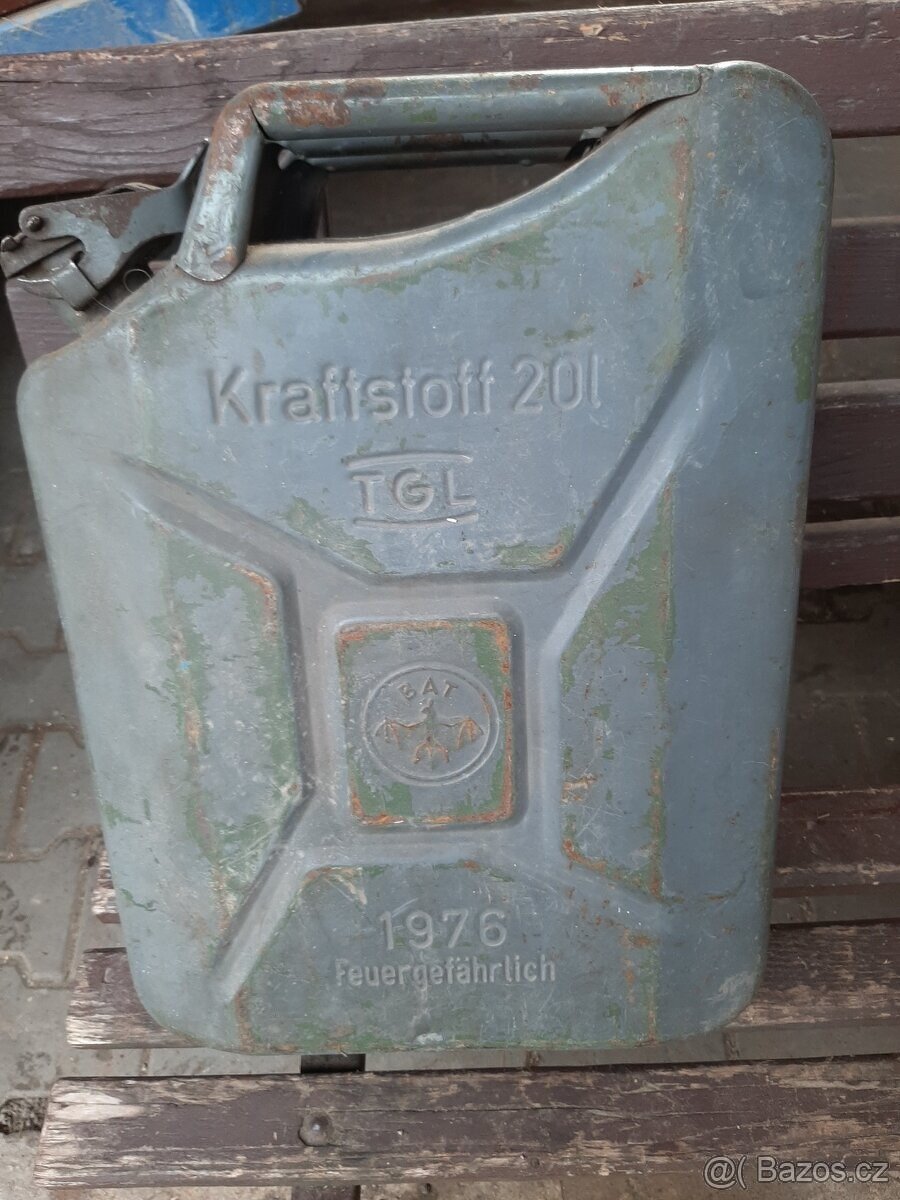 Kraftstoff 20l
TGL
BAT
1976
Feuergefährlich
@( Bazos.cz